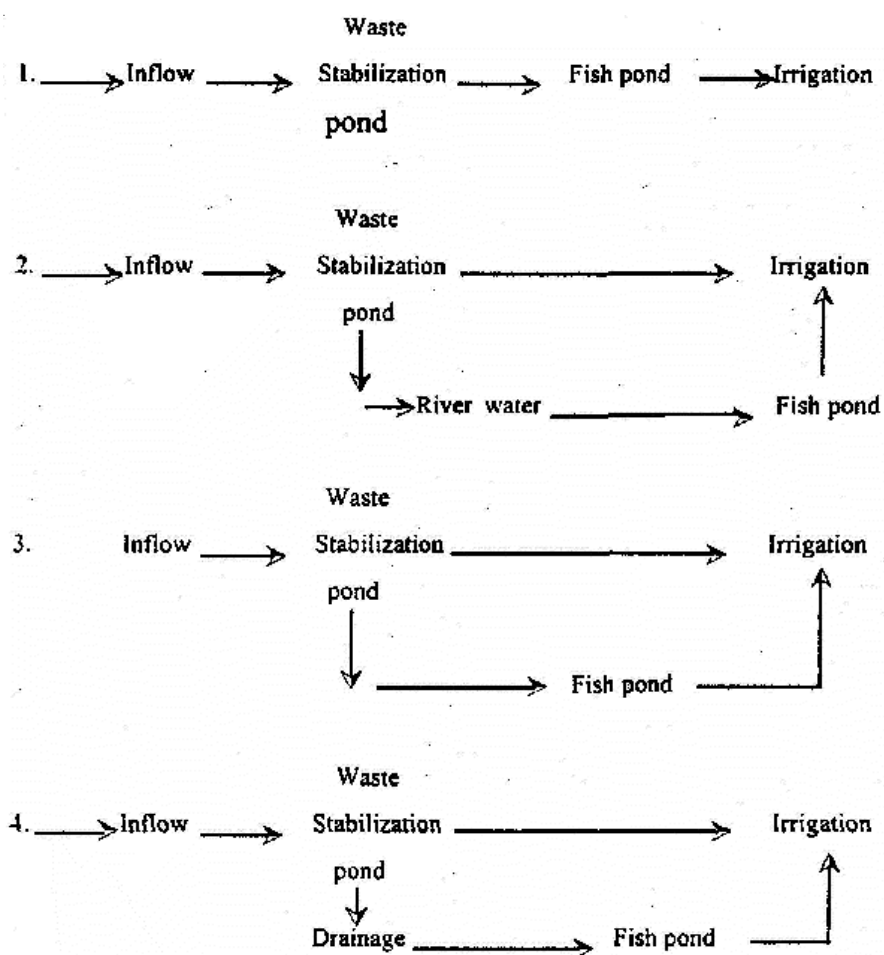 Waste
1. Inflow Stabilization Fish pond Irrigation
pond
Waste
2. Inflow Stabilization Irrigation
pond
River water Fish pond
Waste
3. Inflow Stabilization Irrigation
pond
Fish pond
Waste
4. Inflow Stabilization Irrigation
pond
Drainage Fish pond